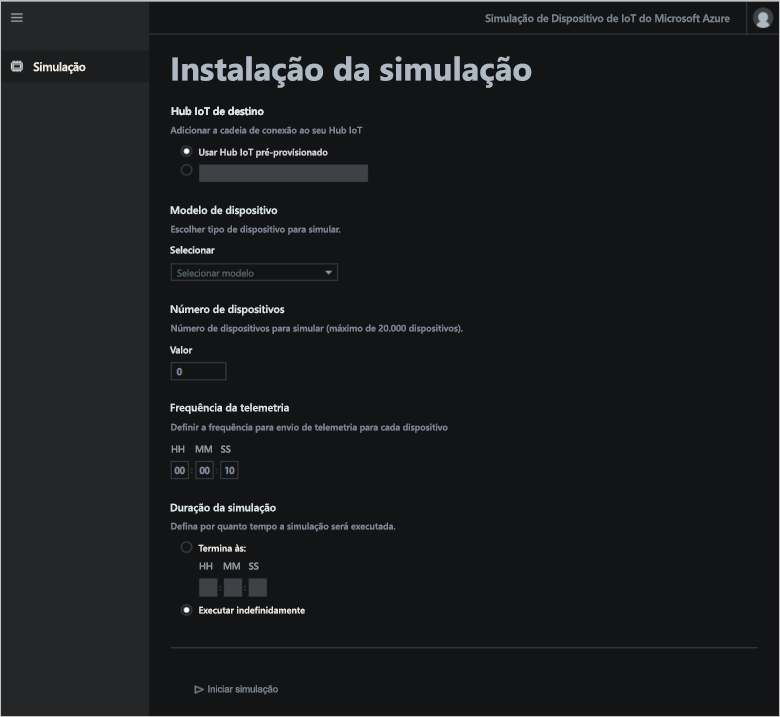 Simulação de Dispositivo de IoT do Microsoft Azure
Simulação
Instalação da simulação
Hub IoT de destino
Adicionar a cadeia de conexão ao seu Hub IoT
Usar Hub IoT pré-provisionado
Modelo de dispositivo
Escolher tipo de dispositivo para simular.
Selecionar
Selecionar modelo
Número de dispositivos
Número de dispositivos para simular (máximo de 20.000 dispositivos).
Valor
0
Frequência da telemetria
Definir a frequência para envio de telemetria para cada dispositivo
HH MM SS
00 : 00 : 10
Duração da simulação
Defina por quanto tempo a simulação será executada.
Termina às:
HH MM SS
: :
Executar indefinidamente
Iniciar simulação